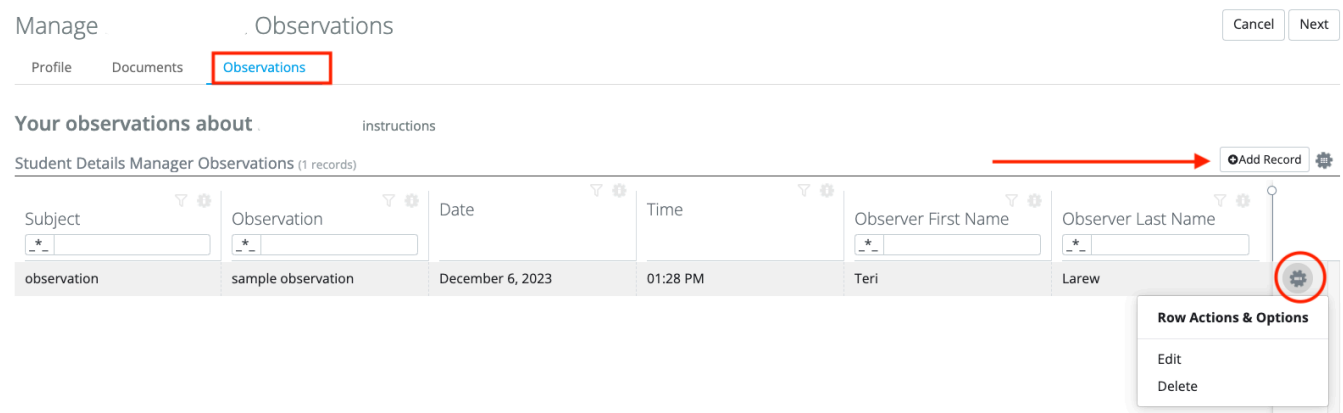 Manage Observations
Cancel
Next
Profile
Documents
Observations
Your observations about instructions
Student Details Manager Observations (1 records)
Add Record
Subject
Observation
Date
Time
Observer First Name
Observer Last Name
_*_
_*_
_*_
_*_
observation
sample observation
December 6, 2023
01:28 PM
Teri
Larew
Row Actions & Options
Edit
Delete